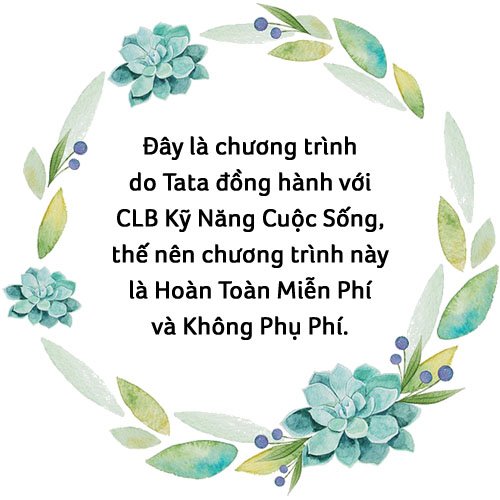 Đây là chương trình
do Tata đồng hành với
CLB Kỹ Năng Cuộc Sống,
thế nên chương trình này
là Hoàn Toàn Miễn Phí
và Không Phụ Phí.